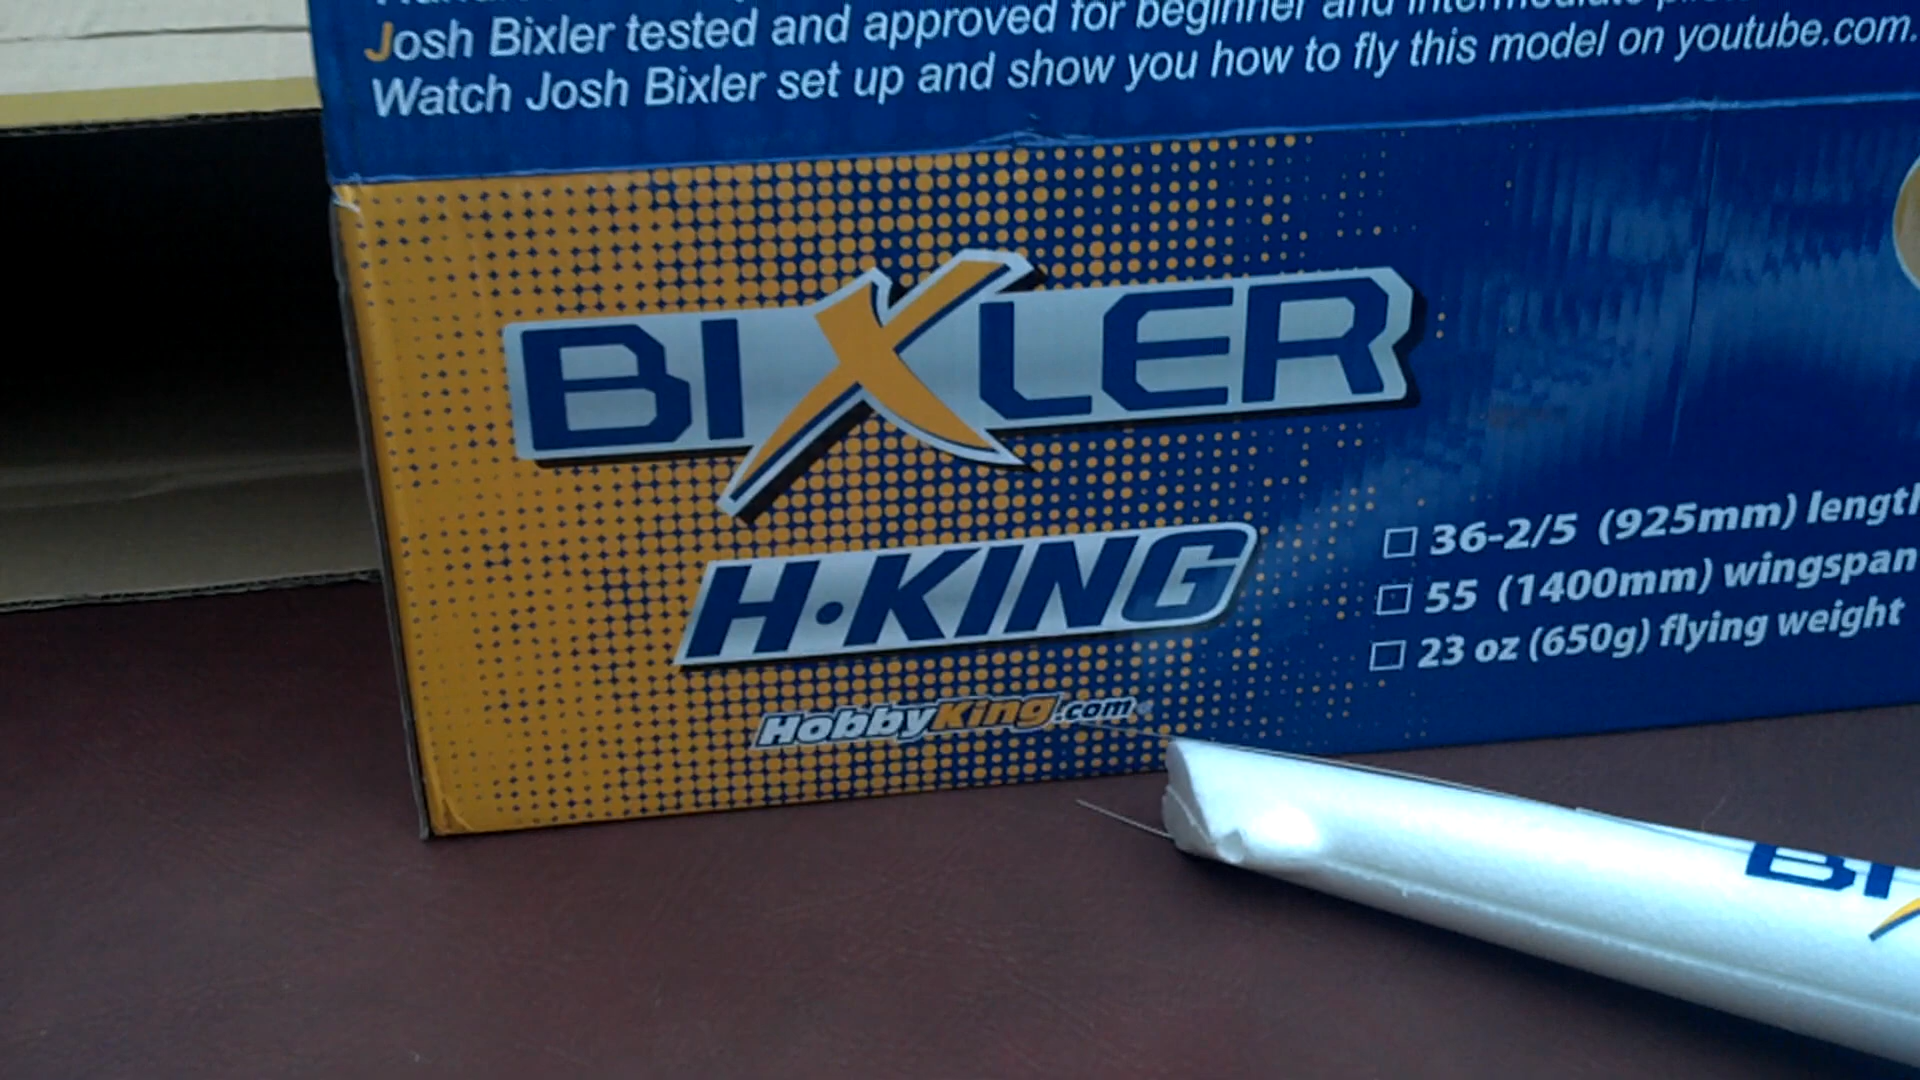 Josh Bixler tested and approved for beginner and intermediate
Watch Josh Bixler set up and show you how to fly this model on youtube.com.
BIXLER
H·KING
HobbyKing.com
36-2/5 (925mm) length
55 (1400mm) wingspan
23 oz (650g) flying weight
BI